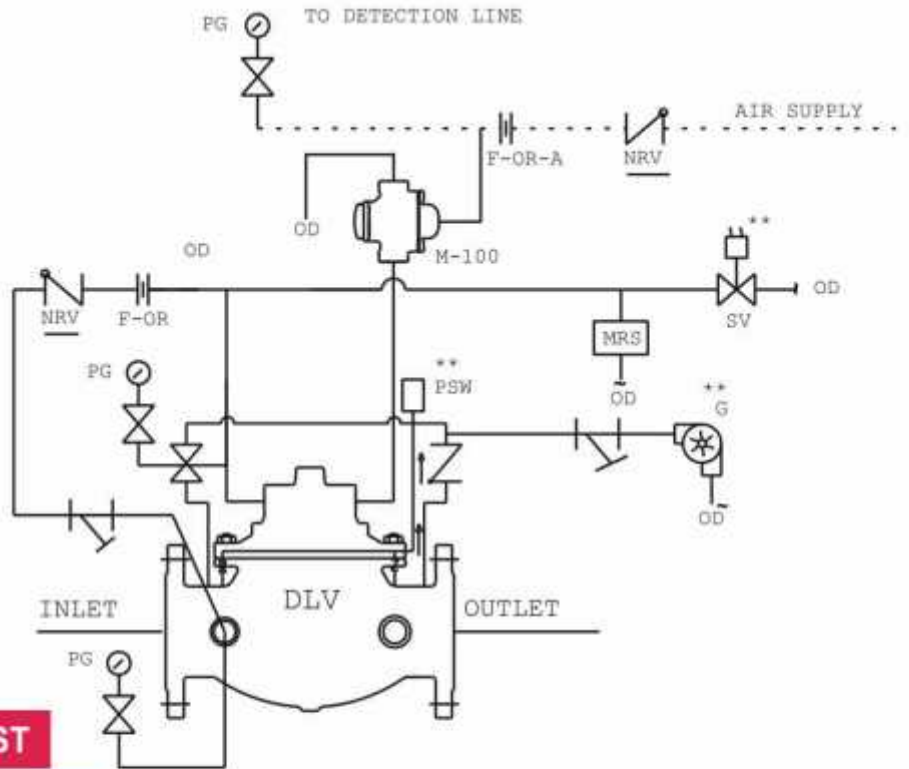 PG
TO DETECTION LINE
AIR SUPPLY
F-OR-A
NRV
OD
M-100
**
OD
OD
SV
NRV
F-OR
MRS
OD
PG
**
PSW
**
G
OD
DLV
INLET
OUTLET
PG
ST